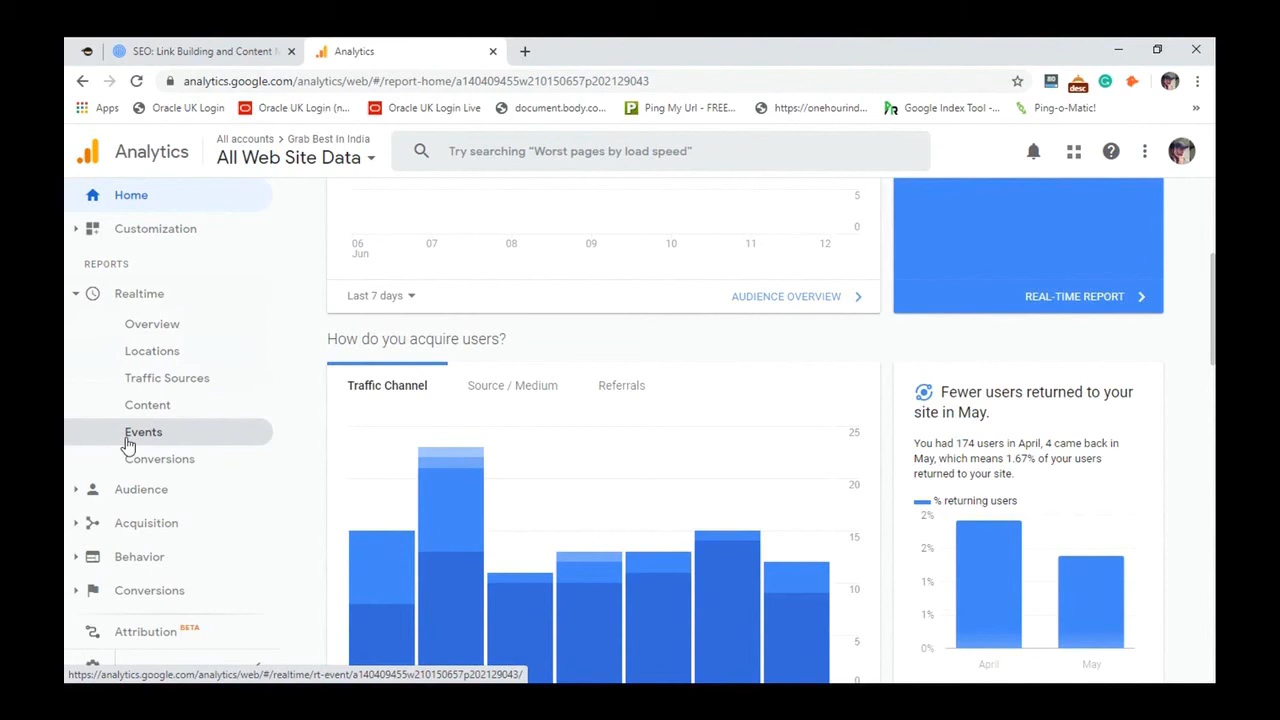 SEO: Link Building and Content M
Analytics
analytics.google.com/analytics/web/#/report-home/a140409455w210150657p202129043
Apps
Oracle UK Login
Oracle UK Login (n...
Oracle UK Login Live
document.body.co...
Ping My Url - FREE...
https://onehourind...
Google Index Tool -...
Ping-o-Matic!
»
desc
Analytics
All accounts > Grab Best In India
All Web Site Data
Try searching "Worst pages by load speed"
Home
Customization
REPORTS
Realtime
Overview
Locations
Traffic Sources
Content
Events
Conversions
Audience
Acquisition
Behavior
Conversions
Attribution BETA
5
0
06 07 08 09 10 11 12
Jun
Last 7 days
AUDIENCE OVERVIEW
REAL-TIME REPORT
How do you acquire users?
Traffic Channel
Source / Medium
Referrals
25
20
15
10
5
0
Fewer users returned to your
site in May.
You had 174 users in April, 4 came back in
May, which means 1.67% of your users
returned to your site.
% returning users
2%
2%
1%
1%
0%
April May
https://analytics.google.com/analytics/web/#/realtime/rt-event/a140409455w210150657p202129043/